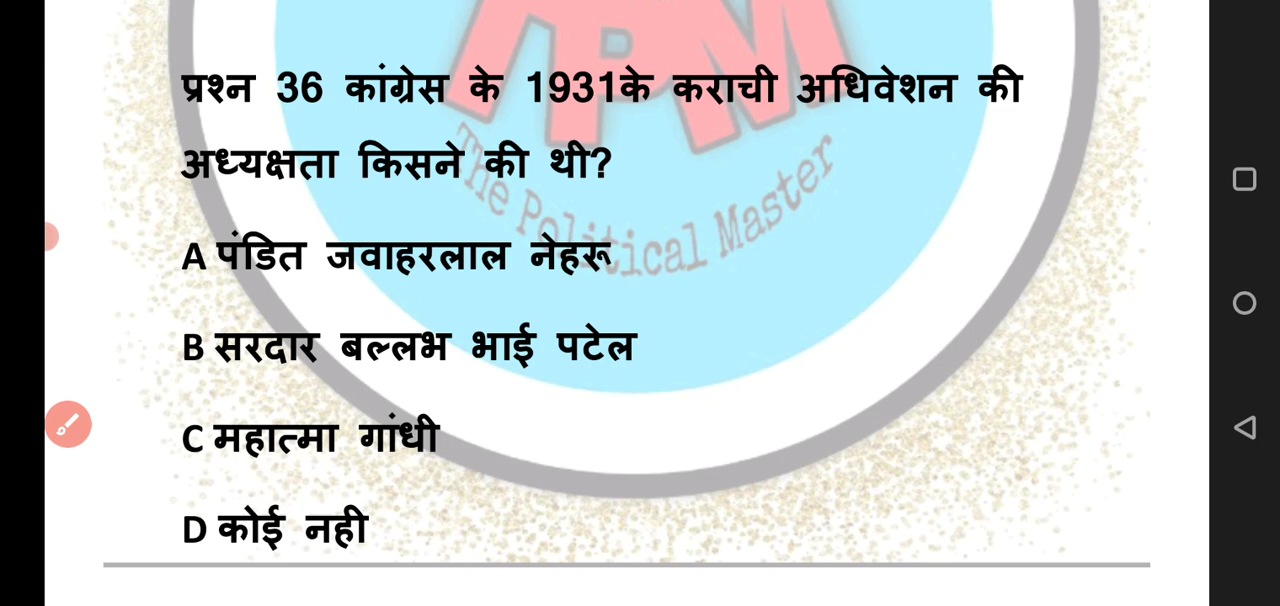 प्रश्न 36 कांग्रेस के 1931के कराची अधिवेशन की
अध्यक्षता किसने की थी?
A पंडित जवाहरलाल नेहरू
B सरदार बल्लभ भाई पटेल
C महात्मा गांधी
D कोई नही
TPM
The Political Master